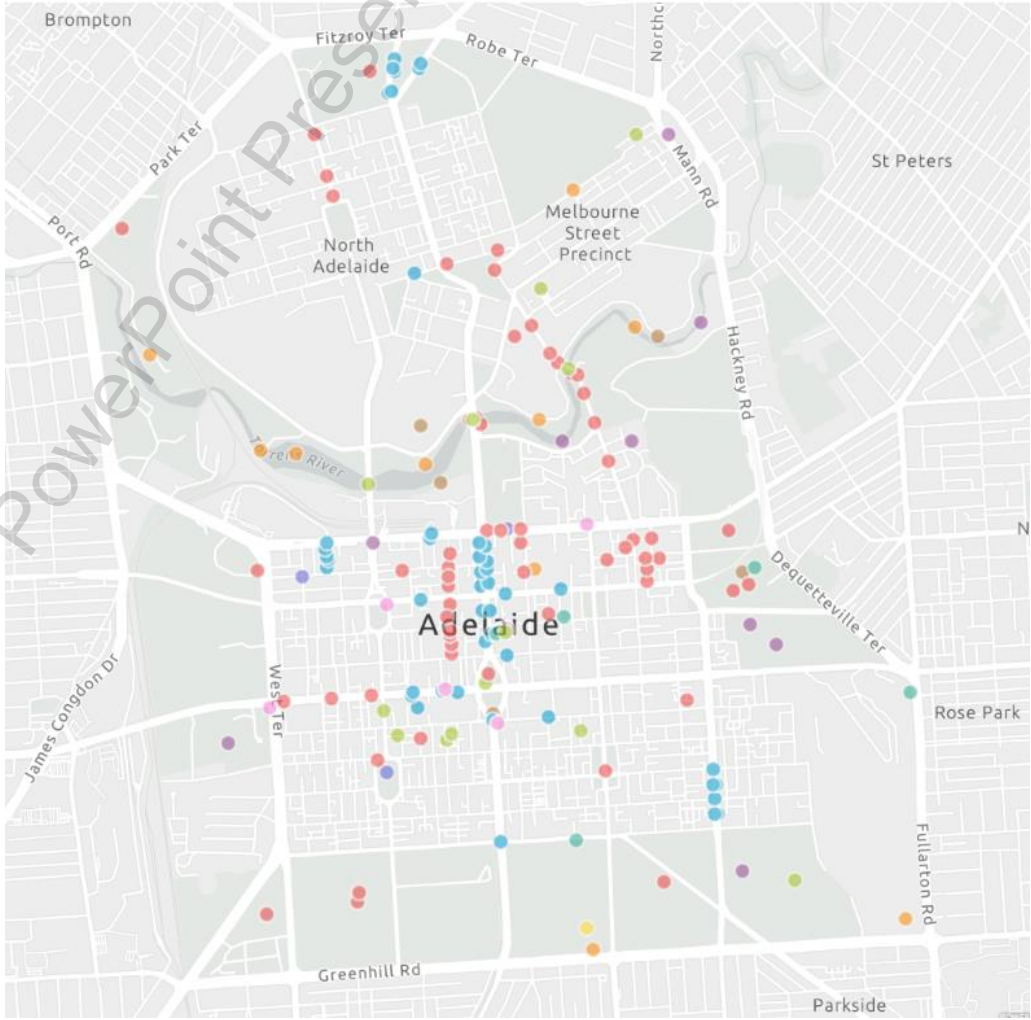 Brompton
Fitzroy Ter
Robe Ter
Northc
Park Ter
Mann Rd
St Peters
Port Rd
North
Adelaide
Melbourne
Street
Precinct
Hackney Rd
PowerPoint Pres
River
N
Dequetteville Ter
Adelaide
James Congdon Dr
West Ter
Rose Park
Fullarton Rd
Greenhill Rd
Parkside